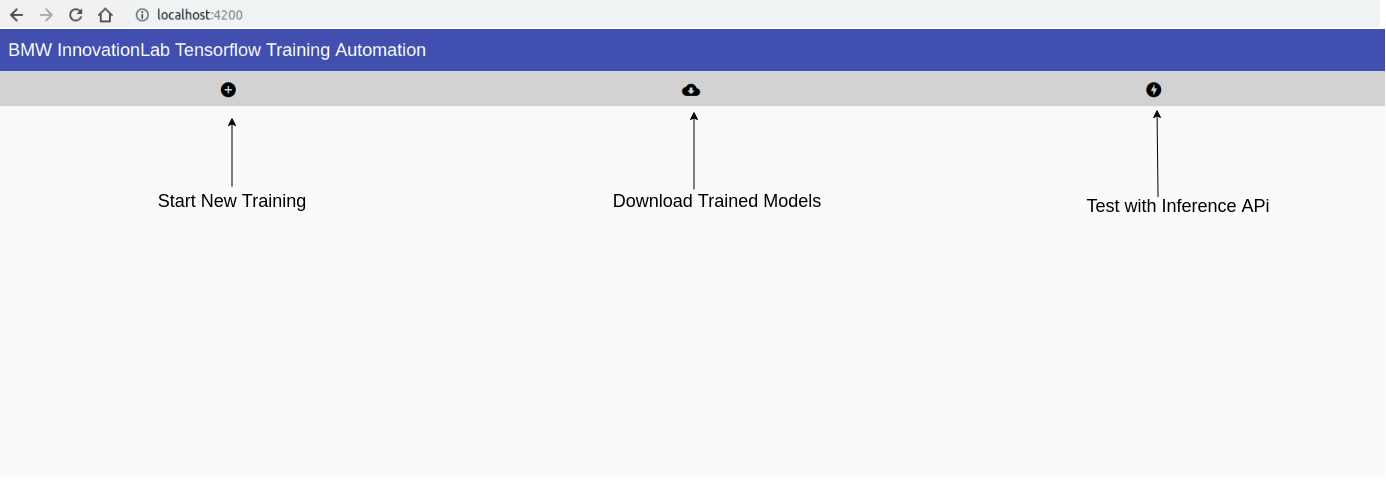 localhost:4200
BMW InnovationLab Tensorflow Training Automation
Start New Training
Download Trained Models
Test with Inference APi